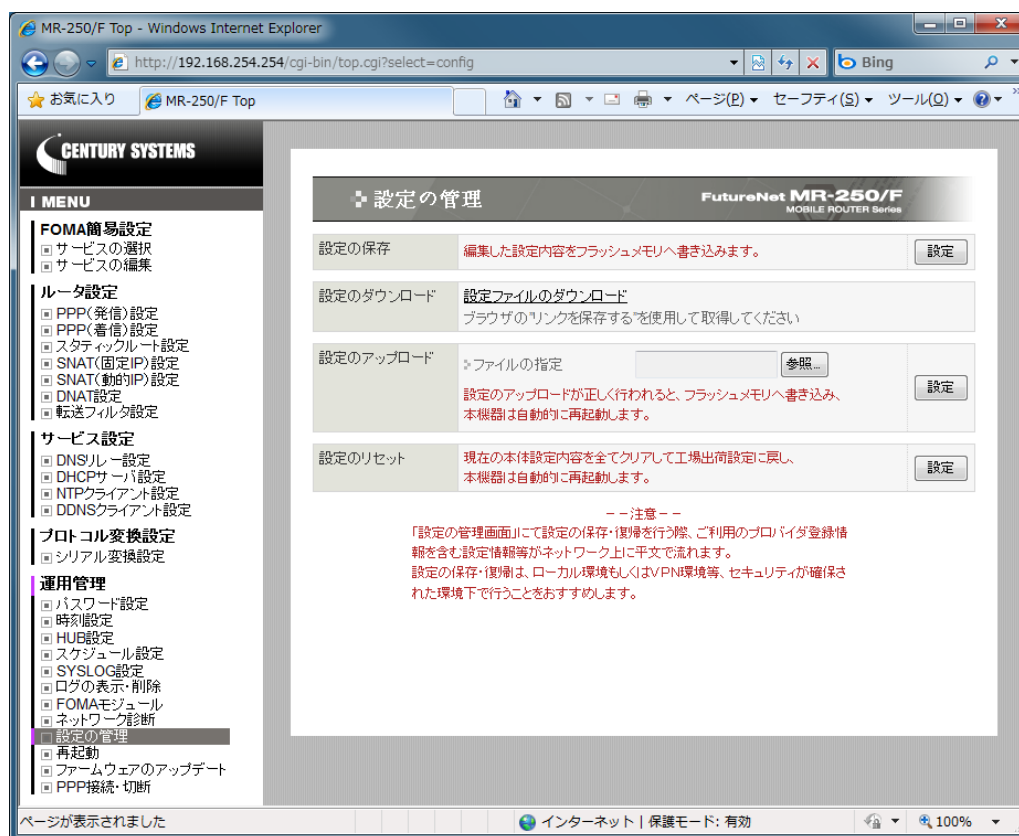 MR-250/F Top - Windows Internet Explorer
http://192.168.254.254/cgi-bin/top.cgi?select=config
Bing
お気に入り
MR-250/F Top
ページ(P)
セーフティ(S)
ツール(O)
CENTURY SYSTEMS
MENU
FOMA簡易設定
サービスの選択
サービスの編集
ルータ設定
PPP(発信)設定
PPP(着信)設定
スタティックルート設定
SNAT(固定IP)設定
SNAT(動的IP)設定
DNAT設定
転送フィルタ設定
サービス設定
DNSリレー設定
DHCPサーバ設定
NTPクライアント設定
DDNSクライアント設定
プロトコル変換設定
シリアル変換設定
運用管理
パスワード設定
時刻設定
HUB設定
スケジュール設定
SYSLOG設定
ログの表示・削除
FOMAモジュール
ネットワーク診断
設定の管理
再起動
ファームウェアのアップデート
PPP接続・切断
設定の管理
FutureNet MR-250/F
MOBILE ROUTER Series
設定の保存
編集した設定内容をフラッシュメモリへ書き込みます。
設定
設定のダウンロード
設定ファイルのダウンロード
ブラウザの"リンクを保存する"を使用して取得してください
設定のアップロード
ファイルの指定
参照...
設定のアップロードが正しく行われると、フラッシュメモリへ書き込み、
本機器は自動的に再起動します。
設定
設定のリセット
現在の本体設定内容を全てクリアして工場出荷設定に戻し、
本機器は自動的に再起動します。
設定
－－注意－－
「設定の管理画面」にて設定の保存・復帰を行う際、ご利用のプロバイダ登録情
報を含む設定情報等がネットワーク上に平文で流れます。
設定の保存・復帰は、ローカル環境もしくはVPN環境等、セキュリティが確保さ
れた環境下で行うことをおすすめします。
ページが表示されました
インターネット | 保護モード: 有効
100%